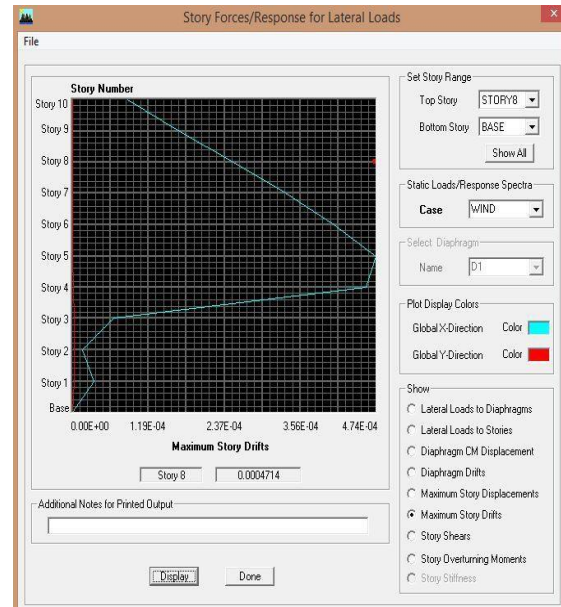 Story Forces/Response for Lateral Loads
File
Story Number
Story 10
Story 9
Story 8
Story 7
Story 6
Story 5
Story 4
Story 3
Story 2
Story 1
Base
0.00E+00 1.19E-04 2.37E-04 3.56E-04 4.74E-04
Maximum Story Drifts
Story 8 0.0004714
Additional Notes for Printed Output
Display Done
Set Story Range
Top Story STORY8
Bottom Story BASE
Show All
Static Loads/Response Spectra
Case WIND
Select Diaphragm
Name D1
Plot Display Colors
Global X-Direction Color
Global Y-Direction Color
Show
Lateral Loads to Diaphragms
Lateral Loads to Stories
Diaphragm CM Displacement
Diaphragm Drifts
Maximum Story Displacements
Maximum Story Drifts
Story Shears
Story Overturning Moments
Story Stiffness